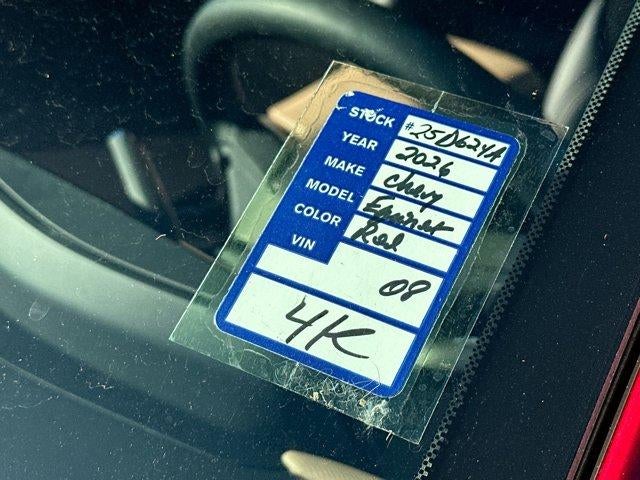 STOCK #25D624A
YEAR 2026
MAKE Chevy
MODEL Equinox
COLOR Red
VIN
08
4K